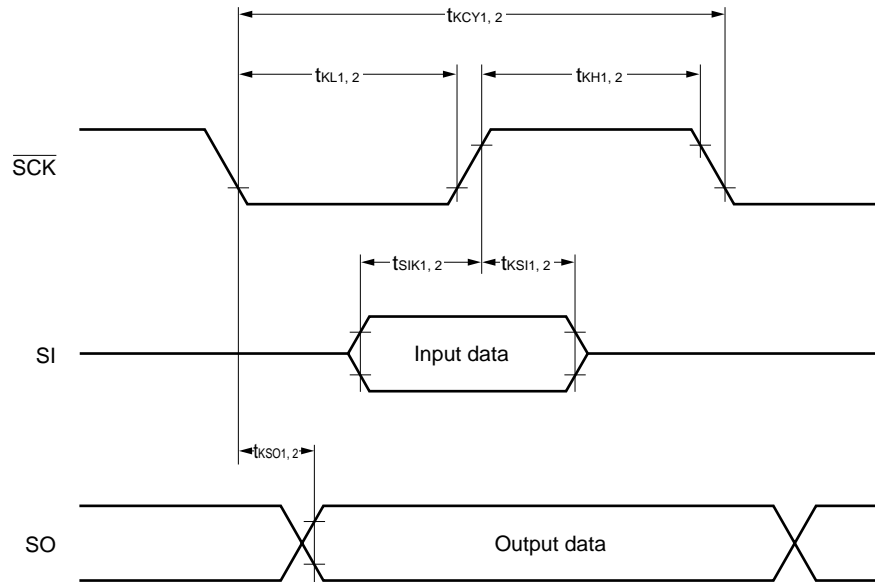 tKCY1, 2
tKL1, 2
tKH1, 2
SCK
tSIK1, 2
tKSI1, 2
SI
Input data
tKSO1, 2
SO
Output data